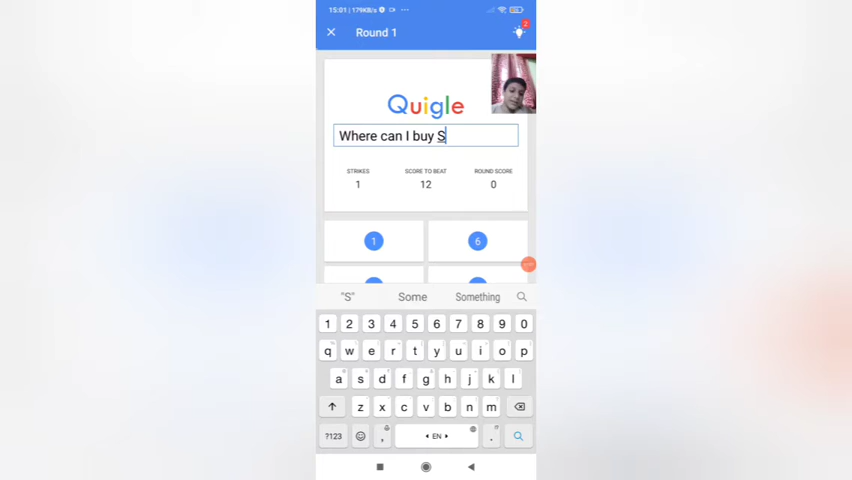 15:01 | 179KB/s
Round 1
2
Quigle
Where can I buy S
STRIKES SCORE TO BEAT ROUND SCORE
1 12 0
1 6
"S" Some Something
1 2 3 4 5 6 7 8 9 0
q w e r t y u i o p
a s d f g h j k l
z x c v b n m
?123 , EN .